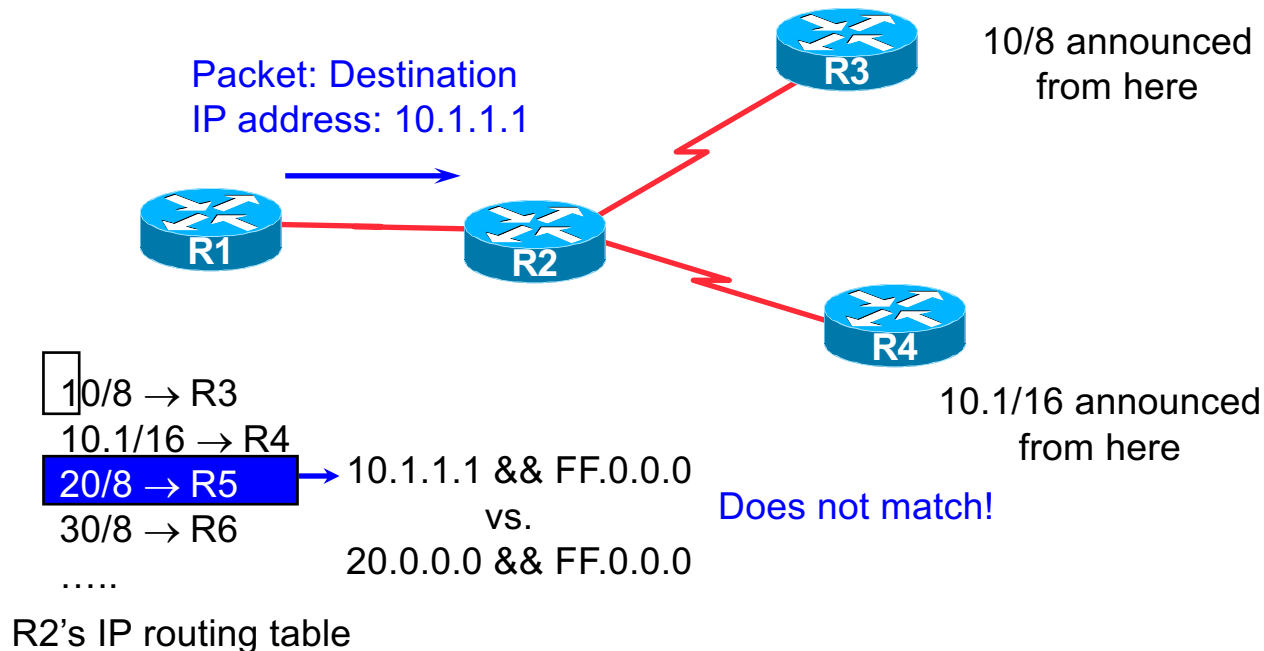 Packet: Destination
IP address: 10.1.1.1
R3
10/8 announced
from here
R1
R2
R4
10.1/16 announced
from here
10/8 → R3
10.1/16 → R4
20/8 → R5
30/8 → R6
…..
10.1.1.1 && FF.0.0.0
vs.
20.0.0.0 && FF.0.0.0
Does not match!
R2's IP routing table